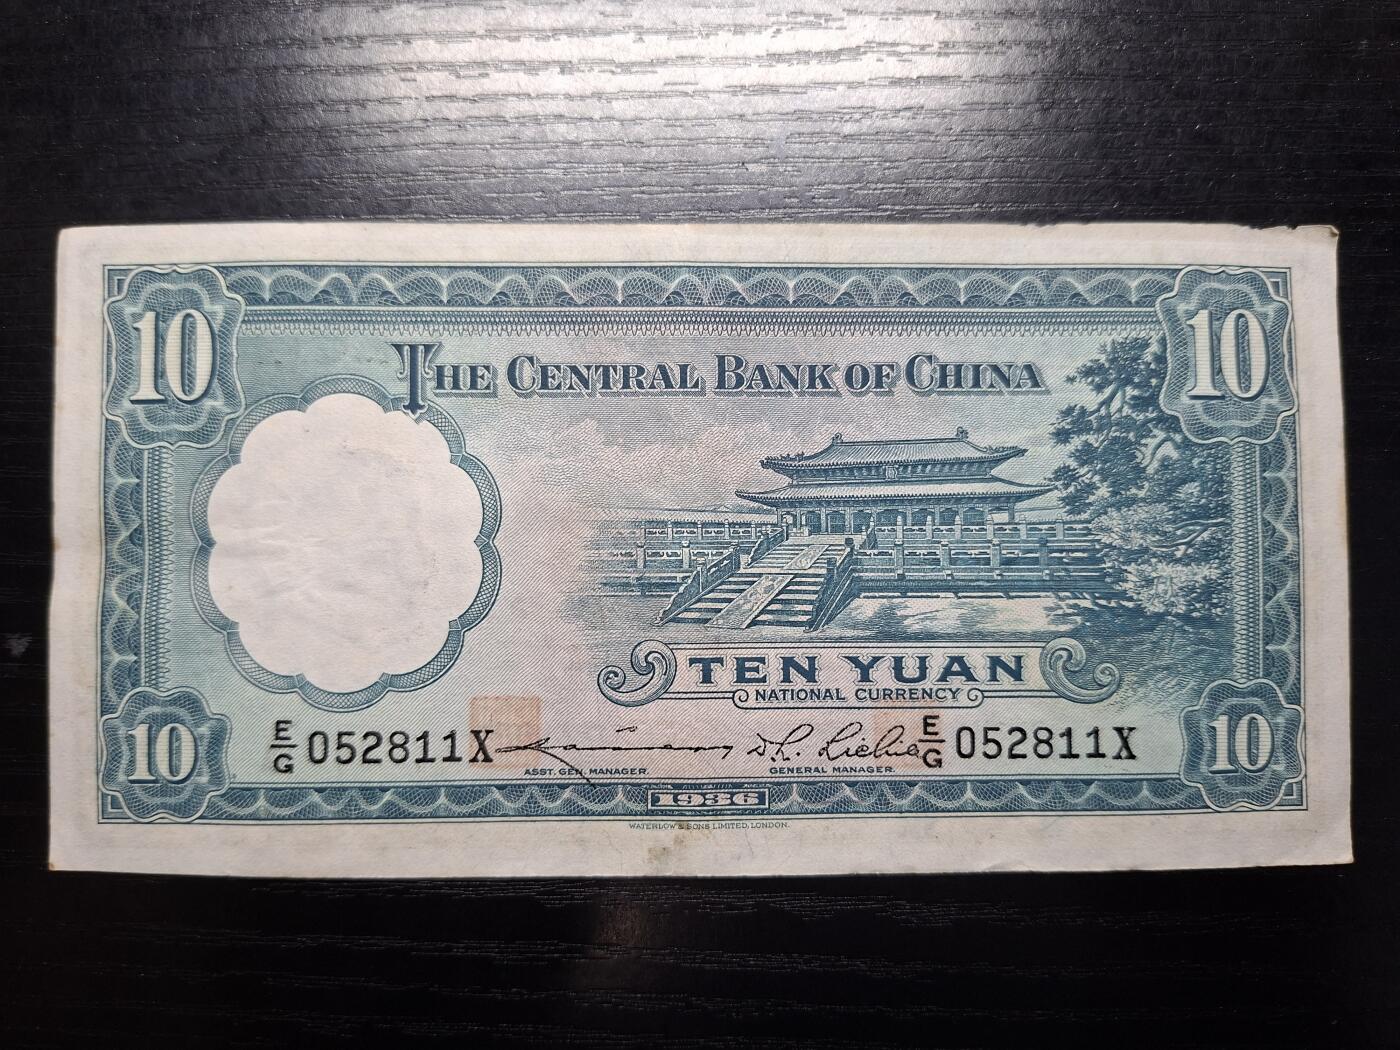 10
10
THE CENTRAL BANK OF CHINA
TEN YUAN
NATIONAL CURRENCY
10
E/G 052811X
E/G 052811X
10
ASST. GEN. MANAGER.
GENERAL MANAGER.
1936
WATERLOW & SONS LIMITED, LONDON.